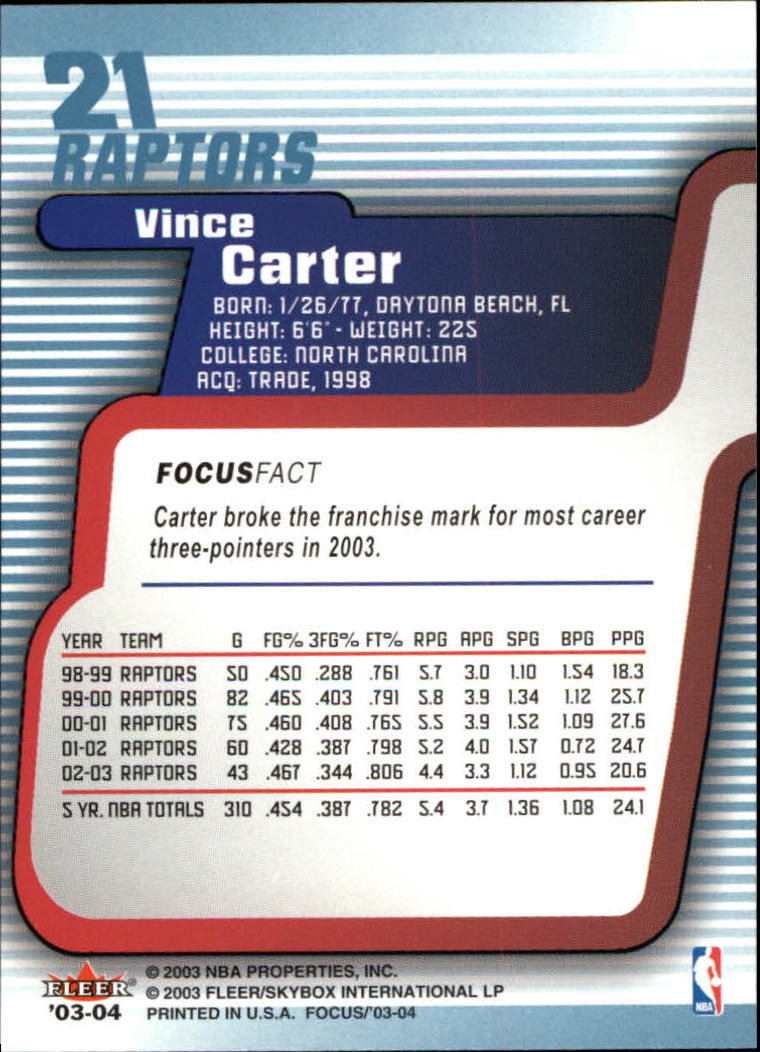 21
RAPTORS
Vince
Carter
BORN: 1/26/77, DAYTONA BEACH, FL
HEIGHT: 6'6" - WEIGHT: 225
COLLEGE: NORTH CAROLINA
ACQ: TRADE, 1998
FOCUSFACT
Carter broke the franchise mark for most career
three-pointers in 2003.
YEAR TEAM G FG% 3FG% FT% RPG APG SPG BPG PPG
98-99 RAPTORS 50 .450 .288 .761 5.7 3.0 1.10 1.54 18.3
99-00 RAPTORS 82 .465 .403 .791 5.8 3.9 1.34 1.12 25.7
00-01 RAPTORS 75 .460 .408 .765 5.5 3.9 1.52 1.09 27.6
01-02 RAPTORS 60 .428 .387 .798 5.2 4.0 1.57 0.72 24.7
02-03 RAPTORS 43 .467 .344 .806 4.4 3.3 1.12 0.95 20.6
5 YR. NBA TOTALS 310 .454 .387 .782 5.4 3.7 1.36 1.08 24.1
FLEER®
'03-04
© 2003 NBA PROPERTIES, INC.
© 2003 FLEER/SKYBOX INTERNATIONAL LP
PRINTED IN U.S.A. FOCUS/'03-04
NBA